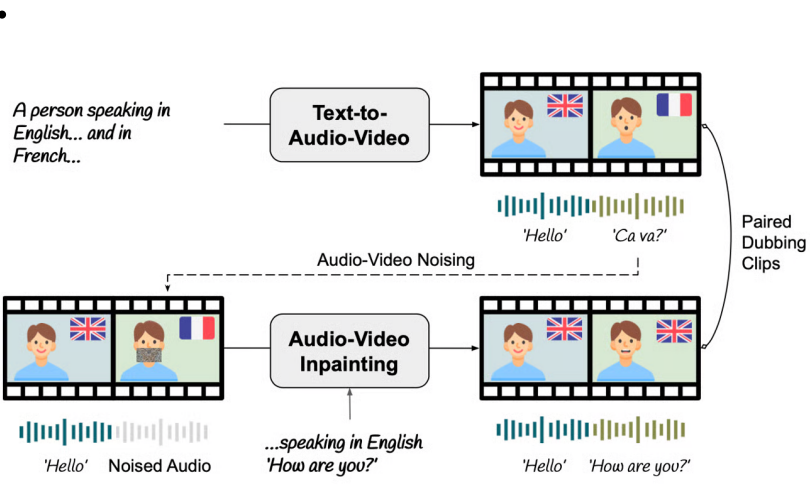 A person speaking in
English... and in
French...
Text-to-
Audio-Video
'Hello' 'Ca va?'
Paired
Dubbing
Clips
Audio-Video Noising
Audio-Video
Inpainting
...speaking in English
'How are you?'
'Hello' Noised Audio
'Hello' 'How are you?'